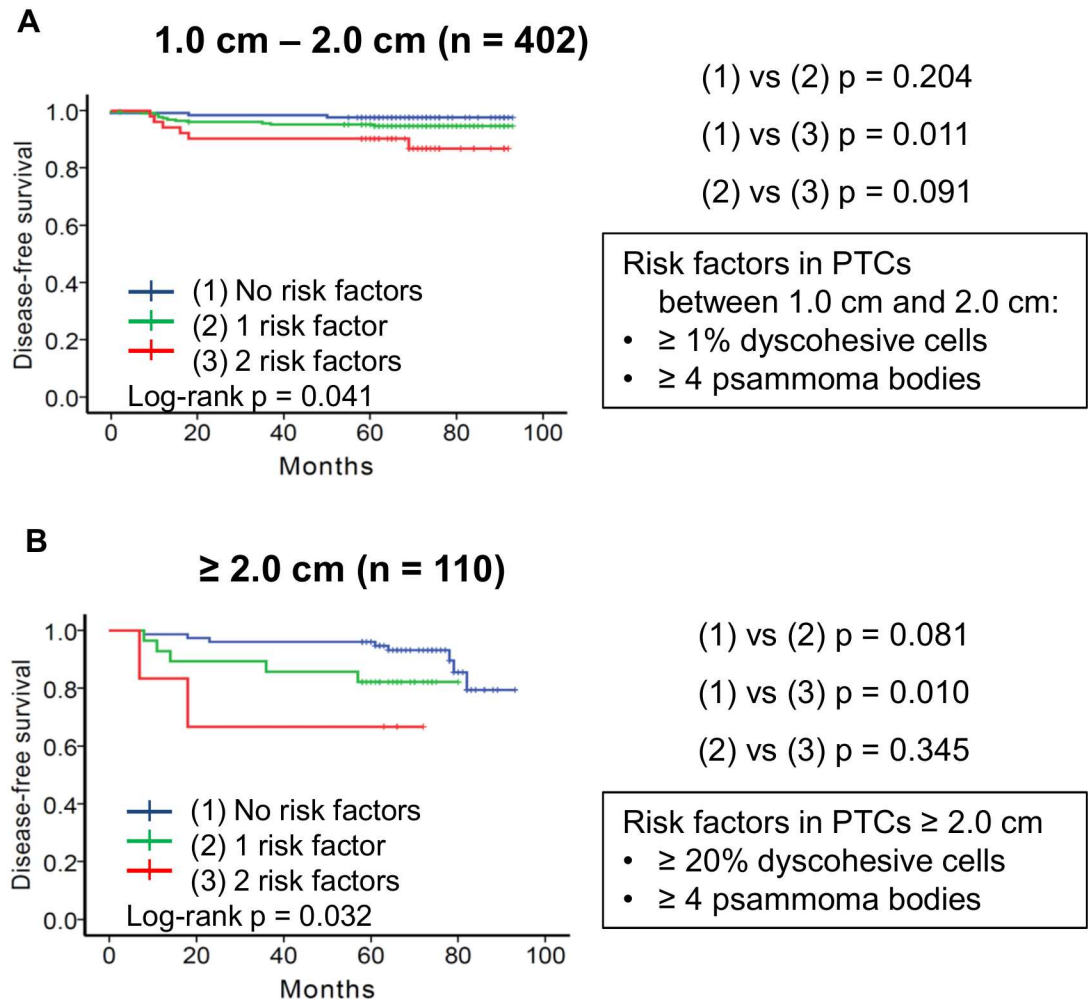 A
1.0 cm – 2.0 cm (n = 402)
(1) vs (2) p = 0.204
(1) vs (3) p = 0.011
(2) vs (3) p = 0.091
Risk factors in PTCs
between 1.0 cm and 2.0 cm:
• ≥ 1% dyscohesive cells
• ≥ 4 psammoma bodies
Disease-free survival
1.0
0.8
0.6
0.4
0.2
0.0
(1) No risk factors
(2) 1 risk factor
(3) 2 risk factors
Log-rank p = 0.041
0 20 40 60 80 100
Months
B
≥ 2.0 cm (n = 110)
(1) vs (2) p = 0.081
(1) vs (3) p = 0.010
(2) vs (3) p = 0.345
Risk factors in PTCs ≥ 2.0 cm
• ≥ 20% dyscohesive cells
• ≥ 4 psammoma bodies
Disease-free survival
1.0
0.8
0.6
0.4
0.2
0.0
(1) No risk factors
(2) 1 risk factor
(3) 2 risk factors
Log-rank p = 0.032
0 20 40 60 80 100
Months